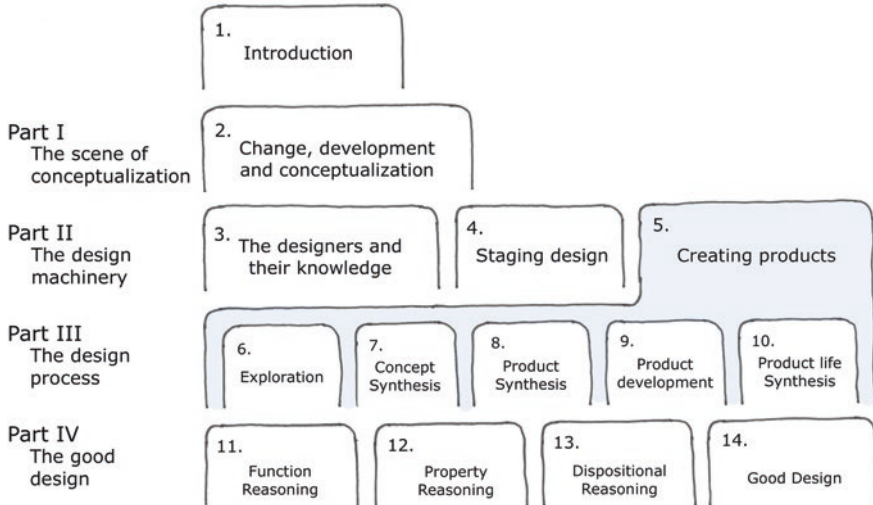 1.
Introduction
Part I
The scene of
conceptualization
2.
Change, development
and conceptualization
Part II
The design
machinery
3.
The designers and
their knowledge
4.
Staging design
5.
Creating products
Part III
The design
process
6.
Exploration
7.
Concept
Synthesis
8.
Product
Synthesis
9.
Product
development
10.
Product life
Synthesis
Part IV
The good
design
11.
Function
Reasoning
12.
Property
Reasoning
13.
Dispositional
Reasoning
14.
Good Design